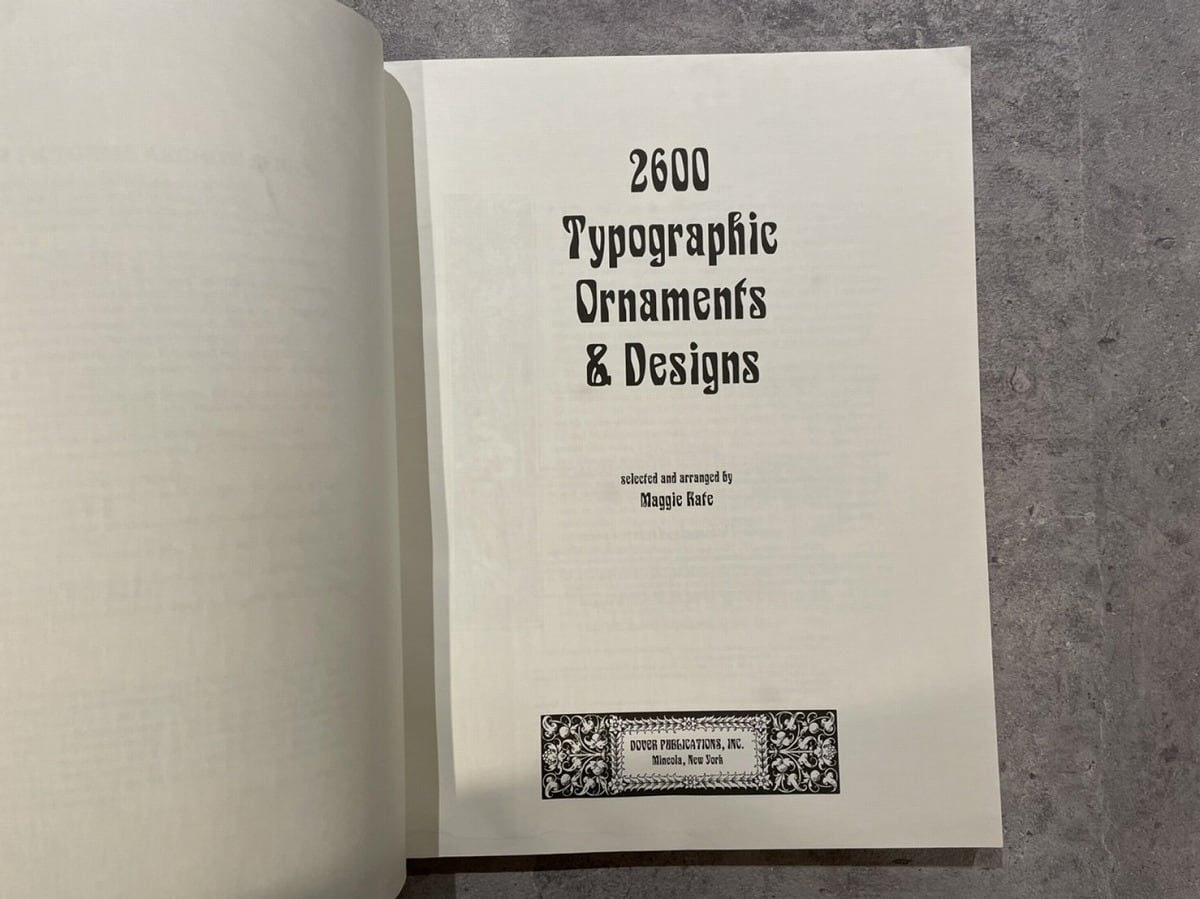 2600
Typographic
Ornaments
& Designs
selected and arranged by
Maggie Kate
DOVER PUBLICATIONS, INC.
Mineola, New York